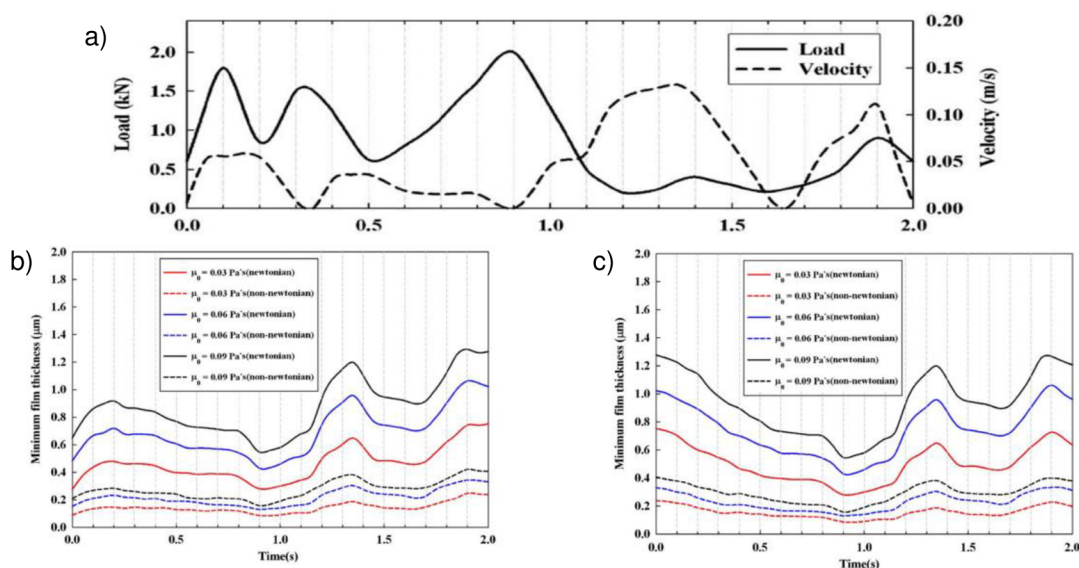 a)
Load (kN)
2.0
1.5
1.0
0.5
0.0
Load
Velocity
0.20
0.15
0.10
0.05
0.00
Velocity (m/s)
0.0 0.5 1.0 1.5 2.0
b)
Minimum film thickness (μm)
2.0
1.8
1.6
1.4
1.2
1.0
0.8
0.6
0.4
0.2
0.0
μ0 = 0.03 Pa's(newtonian)
μ0 = 0.03 Pa's(non-newtonian)
μ0 = 0.06 Pa's(newtonian)
μ0 = 0.06 Pa's(non-newtonian)
μ0 = 0.09 Pa's(newtonian)
μ0 = 0.09 Pa's(non-newtonian)
0.0 0.5 1.0 1.5 2.0
Time(s)
c)
Minimum film thickness (μm)
2.0
1.8
1.6
1.4
1.2
1.0
0.8
0.6
0.4
0.2
0.0
μ0 = 0.03 Pa's(newtonian)
μ0 = 0.03 Pa's(non-newtonian)
μ0 = 0.06 Pa's(newtonian)
μ0 = 0.06 Pa's(non-newtonian)
μ0 = 0.09 Pa's(newtonian)
μ0 = 0.09 Pa's(non-newtonian)
0.0 0.5 1.0 1.5 2.0
Time(s)